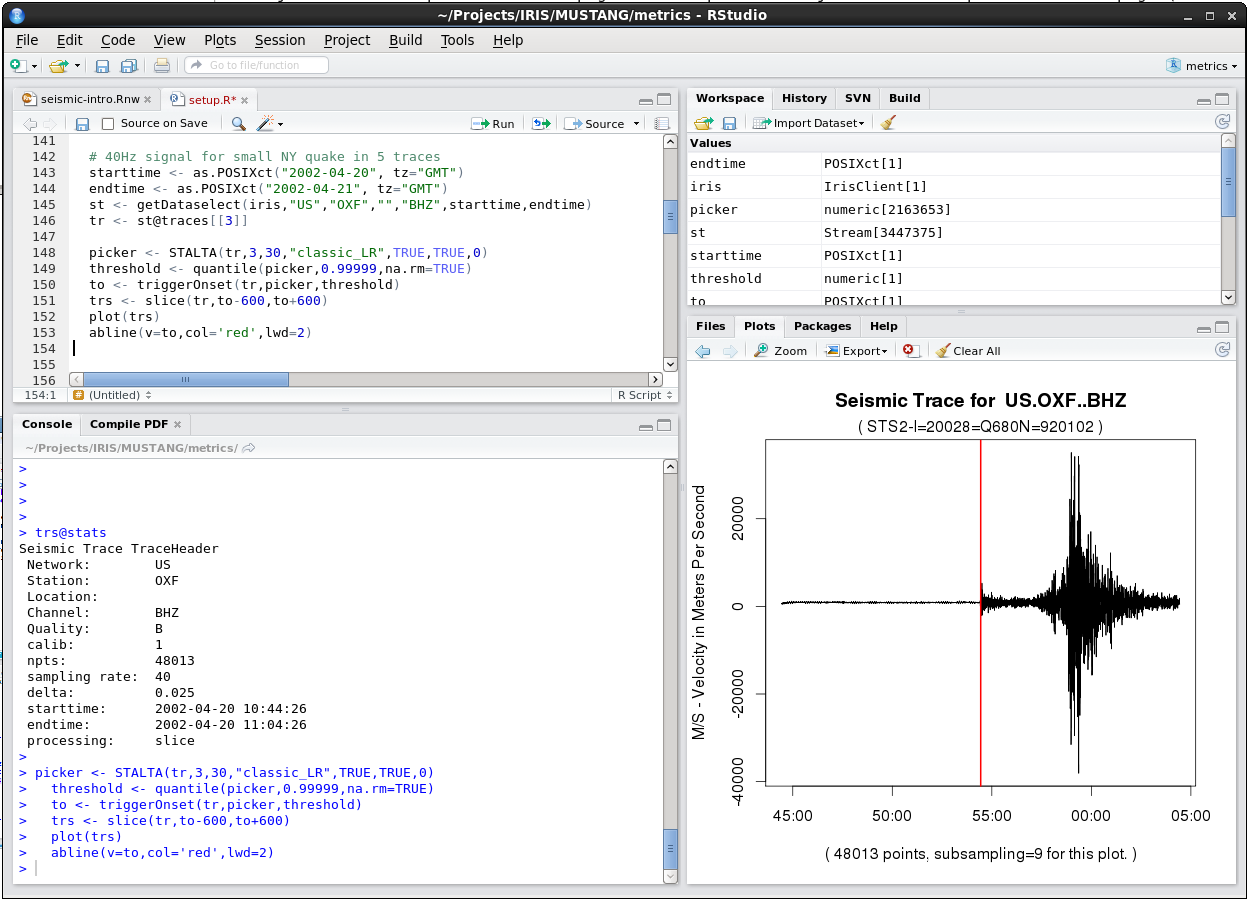 ~/Projects/IRIS/MUSTANG/metrics - RStudio
File Edit Code View Plots Session Project Build Tools Help
Go to file/function
metrics
seismic-intro.Rnw
setup.R*
Source on Save
Run
Source
141
142 # 40Hz signal for small NY quake in 5 traces
143 starttime <- as.POSIXct("2002-04-20", tz="GMT")
144 endtime <- as.POSIXct("2002-04-21", tz="GMT")
145 st <- getDataselect(iris,"US","OXF","","BHZ",starttime,endtime)
146 tr <- st@traces[[3]]
147
148 picker <- STALTA(tr,3,30,"classic_LR",TRUE,TRUE,0)
149 threshold <- quantile(picker,0.99999,na.rm=TRUE)
150 to <- triggerOnset(tr,picker,threshold)
151 trs <- slice(tr,to-600,to+600)
152 plot(trs)
153 abline(v=to,col='red',lwd=2)
154
155
156
154:1 # (Untitled) R Script
Console Compile PDF
~/Projects/IRIS/MUSTANG/metrics/
>
>
>
>
> trs@stats
Seismic Trace TraceHeader
Network: US
Station: OXF
Location:
Channel: BHZ
Quality: B
calib: 1
npts: 48013
sampling rate: 40
delta: 0.025
starttime: 2002-04-20 10:44:26
endtime: 2002-04-20 11:04:26
processing: slice
>
> picker <- STALTA(tr,3,30,"classic_LR",TRUE,TRUE,0)
> threshold <- quantile(picker,0.99999,na.rm=TRUE)
> to <- triggerOnset(tr,picker,threshold)
> trs <- slice(tr,to-600,to+600)
> plot(trs)
> abline(v=to,col='red',lwd=2)
>
Workspace History SVN Build
Import Dataset
Values
endtime POSIXct[1]
iris IrisClient[1]
picker numeric[2163653]
st Stream[3447375]
starttime POSIXct[1]
threshold numeric[1]
to POSIXct[1]
Files Plots Packages Help
Zoom Export Clear All
Seismic Trace for US.OXF..BHZ
( STS2-I=20028=Q680N=920102 )
M/S - Velocity in Meters Per Second
20000
0
-20000
-40000
45:00 50:00 55:00 00:00 05:00
( 48013 points, subsampling=9 for this plot. )